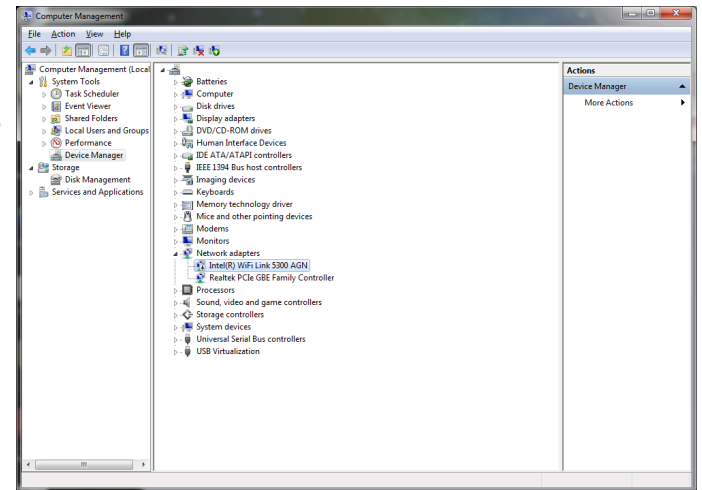 Computer Management
File Action View Help
Computer Management (Local
System Tools
Task Scheduler
Event Viewer
Shared Folders
Local Users and Groups
Performance
Device Manager
Storage
Disk Management
Services and Applications
Batteries
Computer
Disk drives
Display adapters
DVD/CD-ROM drives
Human Interface Devices
IDE ATA/ATAPI controllers
IEEE 1394 Bus host controllers
Imaging devices
Keyboards
Memory technology driver
Mice and other pointing devices
Modems
Monitors
Network adapters
Intel(R) WiFi Link 5300 AGN
Realtek PCIe GBE Family Controller
Processors
Sound, video and game controllers
Storage controllers
System devices
Universal Serial Bus controllers
USB Virtualization
Actions
Device Manager
More Actions